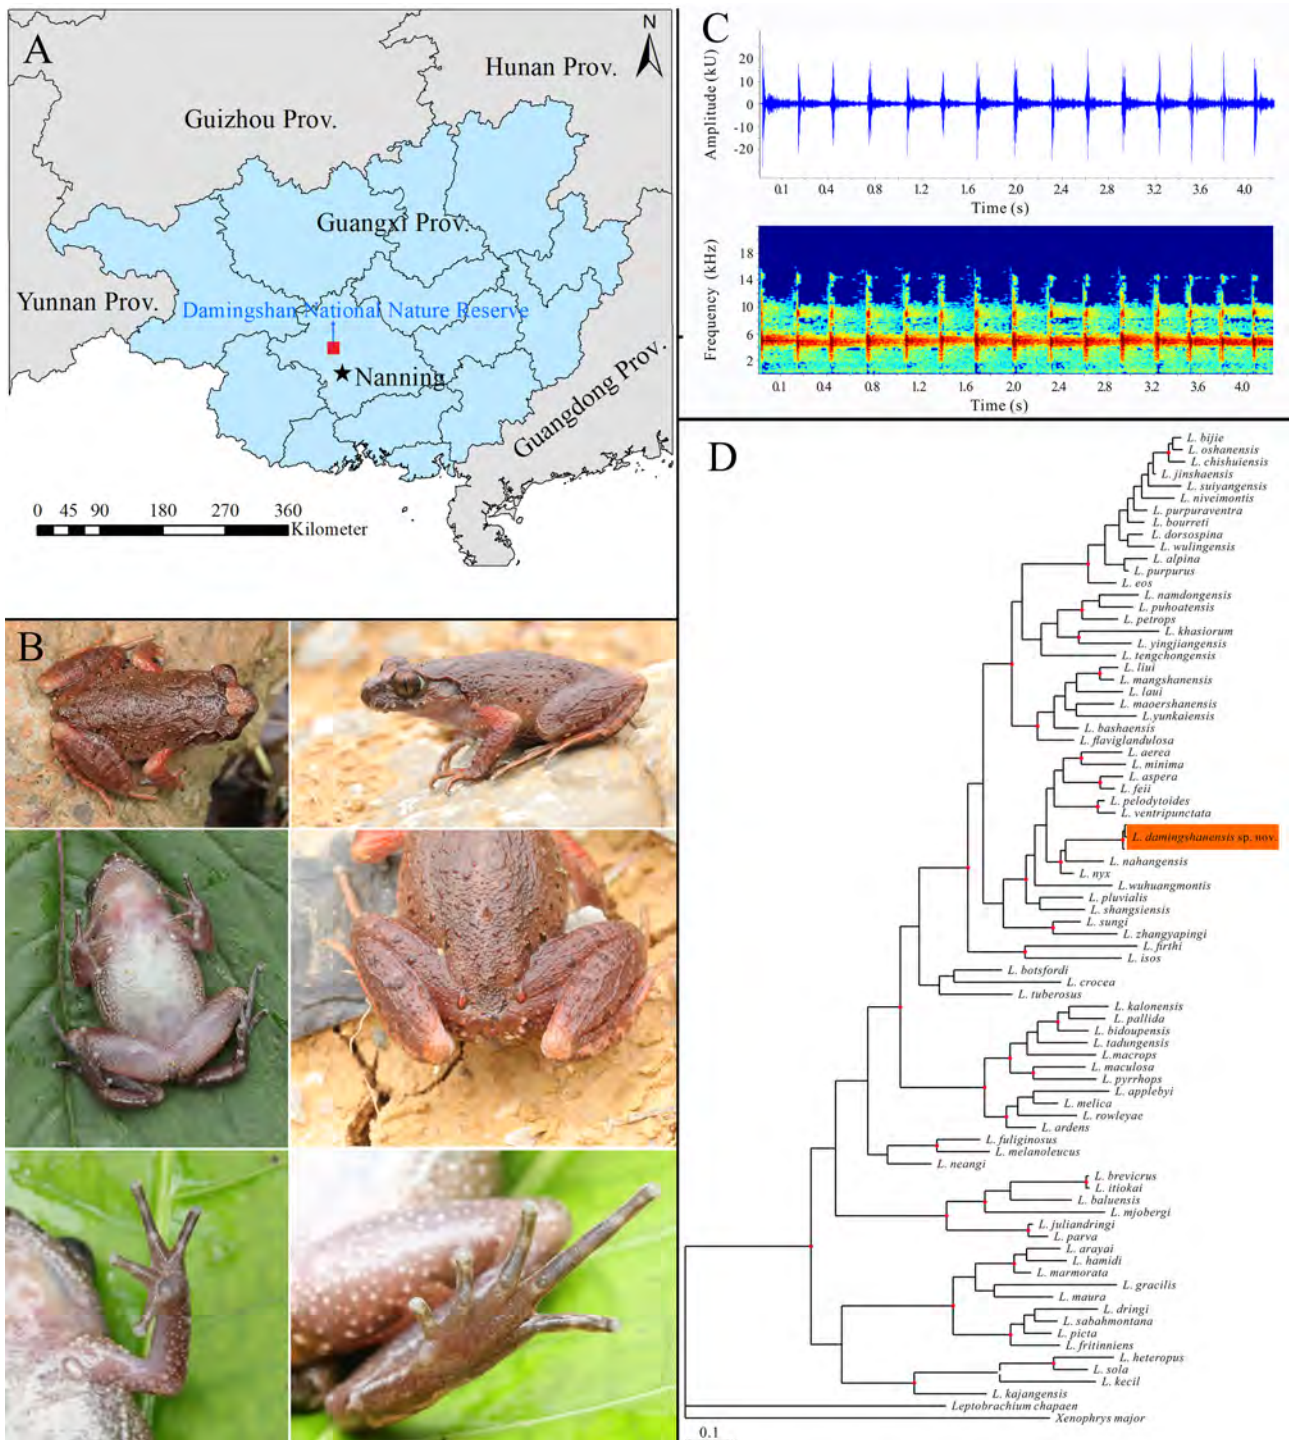 A
N
Hunan Prov.
Guizhou Prov.
Guangxi Prov.
Yunnan Prov.
Damingshan National Nature Reserve
Nanning
Guangdong Prov.
0 45 90 180 270 360
Kilometer
B
C
Amplitude (kU)
20
10
0
-10
-20
0.1 0.4 0.8 1.2 1.6 2.0 2.4 2.8 3.2 3.6 4.0
Time (s)
Frequency (kHz)
18
14
10
6
2
0.1 0.4 0.8 1.2 1.6 2.0 2.4 2.8 3.2 3.6 4.0
Time (s)
D
L. bijie
L. oshanensis
L. chishuiensis
L. jinshaensis
L. suiyangensis
L. niveimontis
L. purpuraventra
L. bourreti
L. dorsospina
L. wulingensis
L. alpina
L. purpurus
L. eos
L. namdongensis
L. puhoatensis
L. petrops
L. khasiorum
L. yingjiangensis
L. tengchongensis
L. liui
L. mangshanensis
L. laui
L. maoershanensis
L.yunkaiensis
L. bashaensis
L. flaviglandulosa
L. aerea
L. minima
L. aspera
L. feii
L. pelodytoides
L. ventripunctata
L. damingshanensis sp. nov.
L. nahangensis
L. nyx
L.wuhuangmontis
L. pluvialis
L. shangsiensis
L. sungi
L. zhangyapingi
L. firthi
L. isos
L. botsfordi
L. crocea
L. tuberosus
L. kalonensis
L. pallida
L. bidoupensis
L. tadungensis
L.macrops
L. maculosa
L. pyrrhops
L. applebyi
L. melica
L. rowleyae
L. ardens
L. fuliginosus
L. melanoleucus
L. neangi
L. brevicrus
L. itiokai
L. baluensis
L. mjobergi
L. juliandringi
L. parva
L. arayai
L. hamidi
L. marmorata
L. gracilis
L. maura
L. dringi
L. sabahmontana
L. picta
L. fritinniens
L. heteropus
L. sola
L. kecil
L. kajangensis
Leptobrachium chapaen
Xenophrys major
0.1